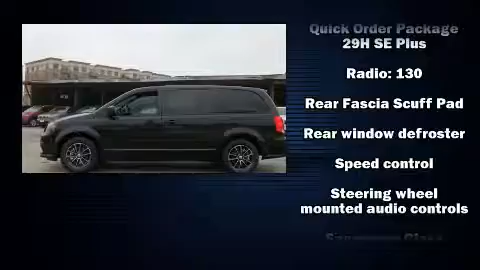 Quick Order Package
29H SE Plus
Radio: 130
Rear Fascia Scuff Pad
Rear window defroster
Speed control
Steering wheel
mounted audio controls